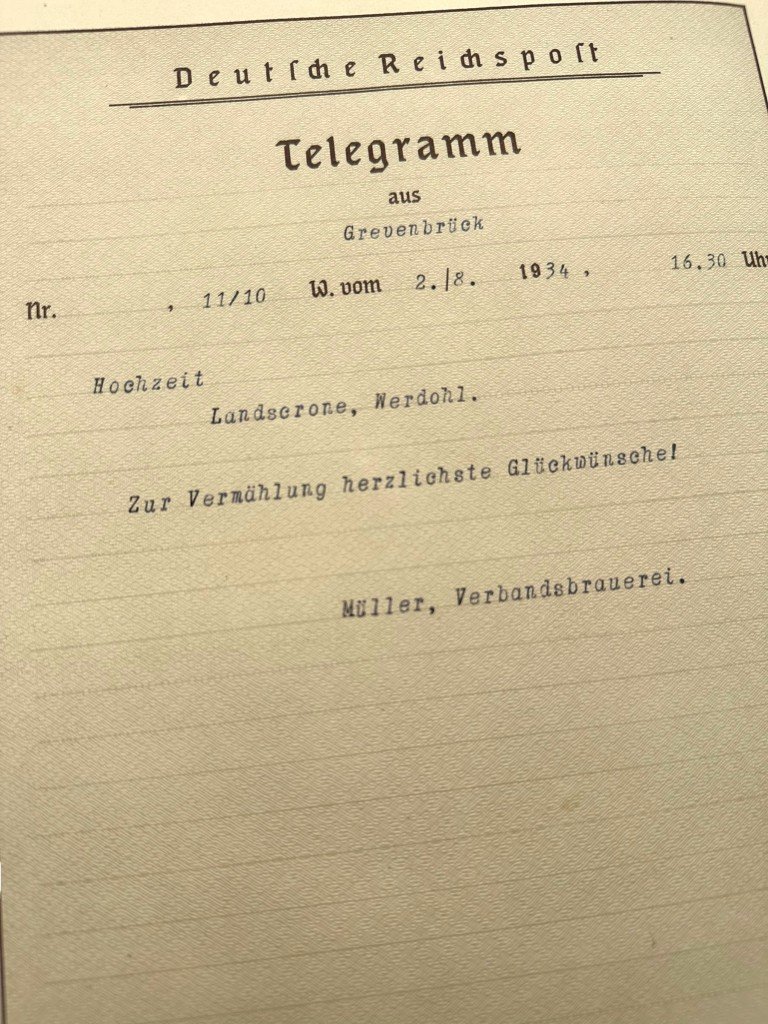 Deutſche Reichspoſt
Telegramm
aus
Grevenbrück
Nr. , 11/10 W. vom 2./8. 1934, 16.30 Uhr
Hochzeit
Landscrone, Werdohl.
Zur Vermählung herzlichste Glückwünsche!
Müller, Verbandsbrauerei.